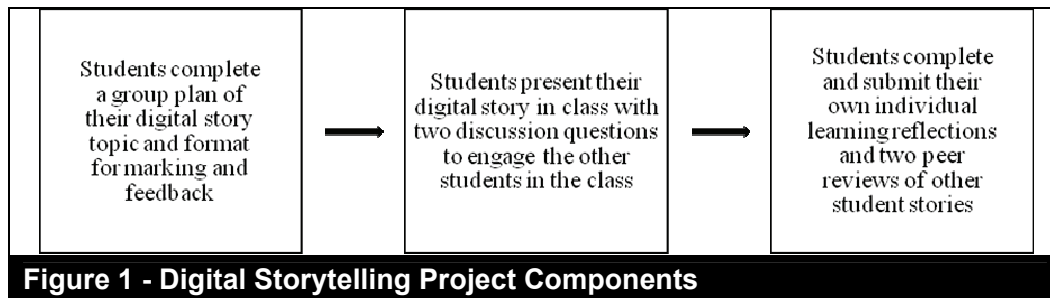 Students complete
a group plan of
their digital story
topic and format
for marking and
feedback
Students present their
digital story in class with
two discussion questions
to engage the other
students in the class
Students complete
and submit their
own individual
learning reflections
and two peer
reviews of other
student stories
Figure 1 - Digital Storytelling Project Components